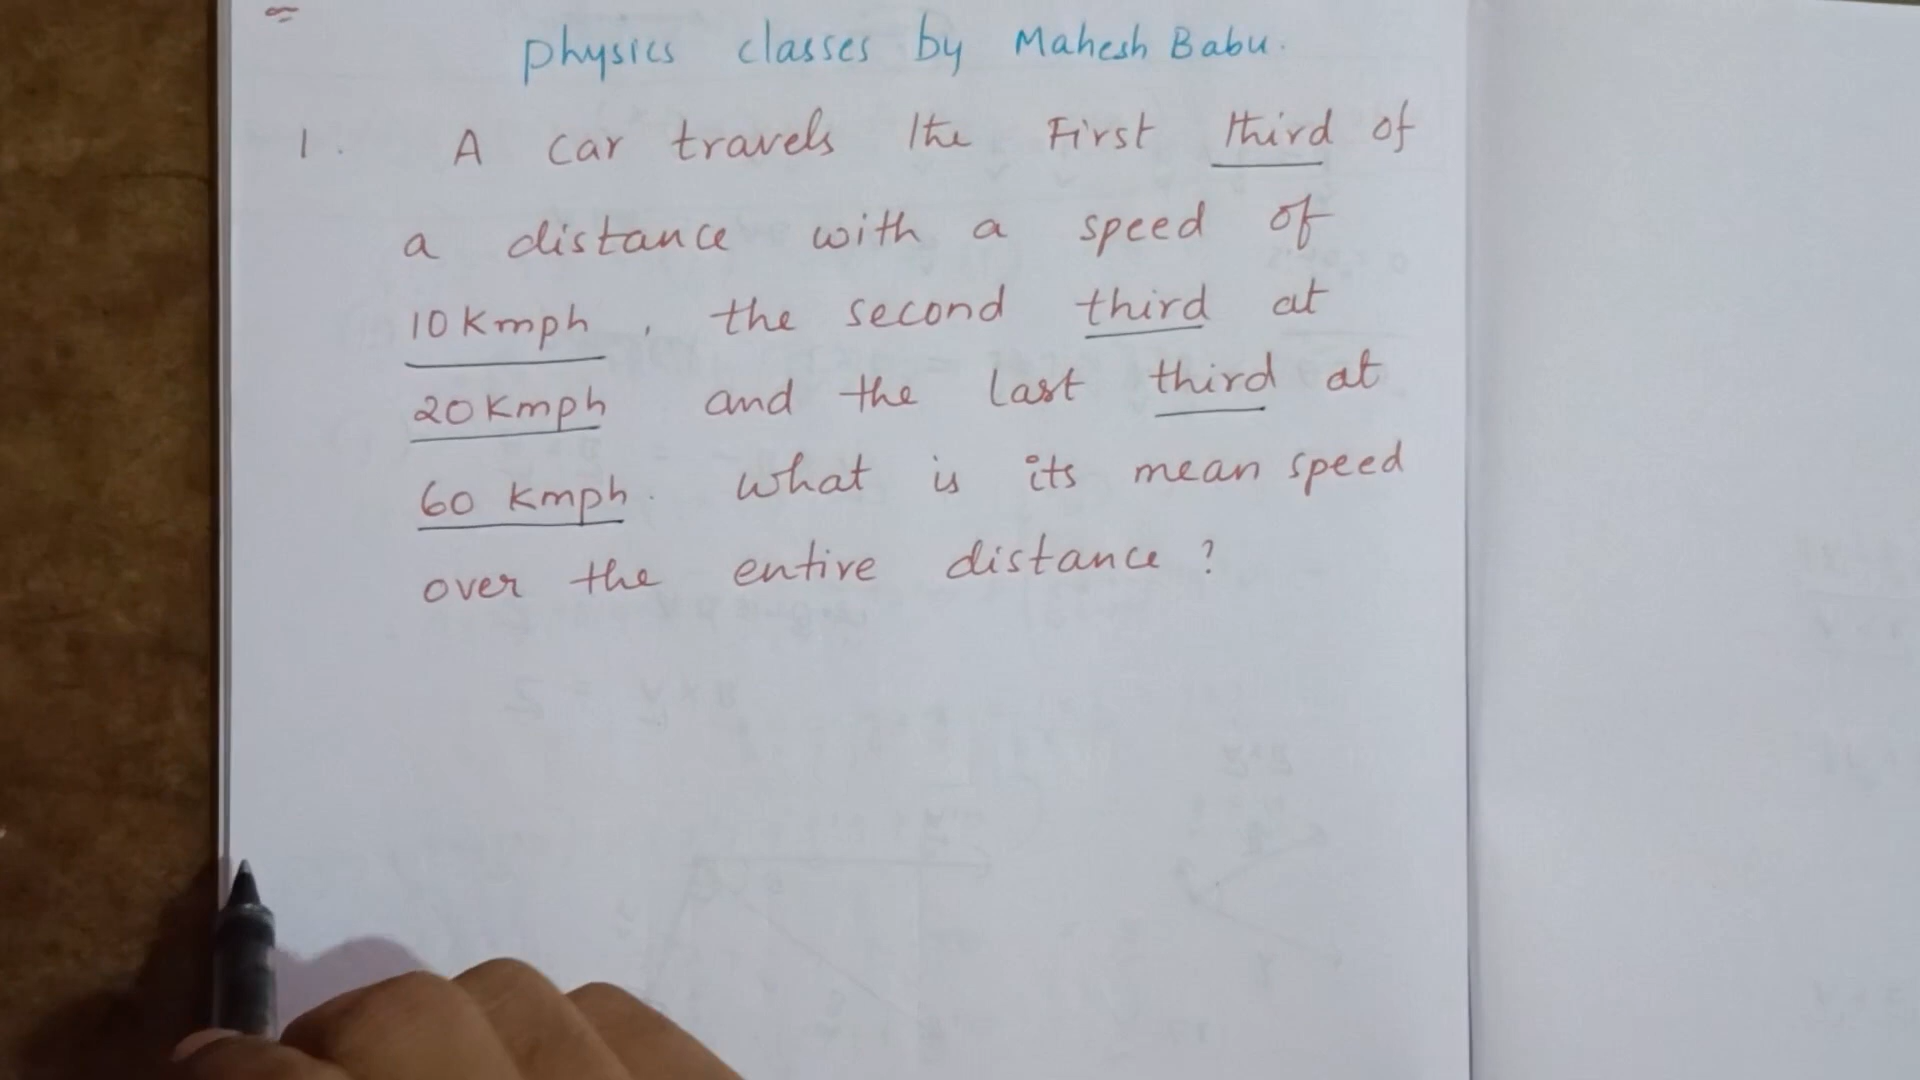 Physics classes by Mahesh Babu.
1. A car travels the First third of
a distance with a speed of
10 Kmph, the second third at
20 Kmph and the last third at
60 Kmph. What is its mean speed
over the entire distance ?